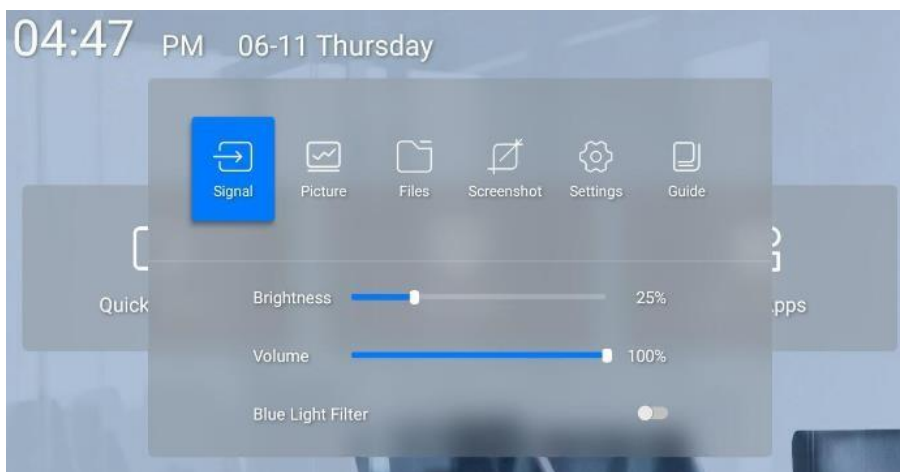 04:47 PM 06-11 Thursday
Signal Picture Files Screenshot Settings Guide
Quick
Brightness 25%
pps
Volume 100%
Blue Light Filter